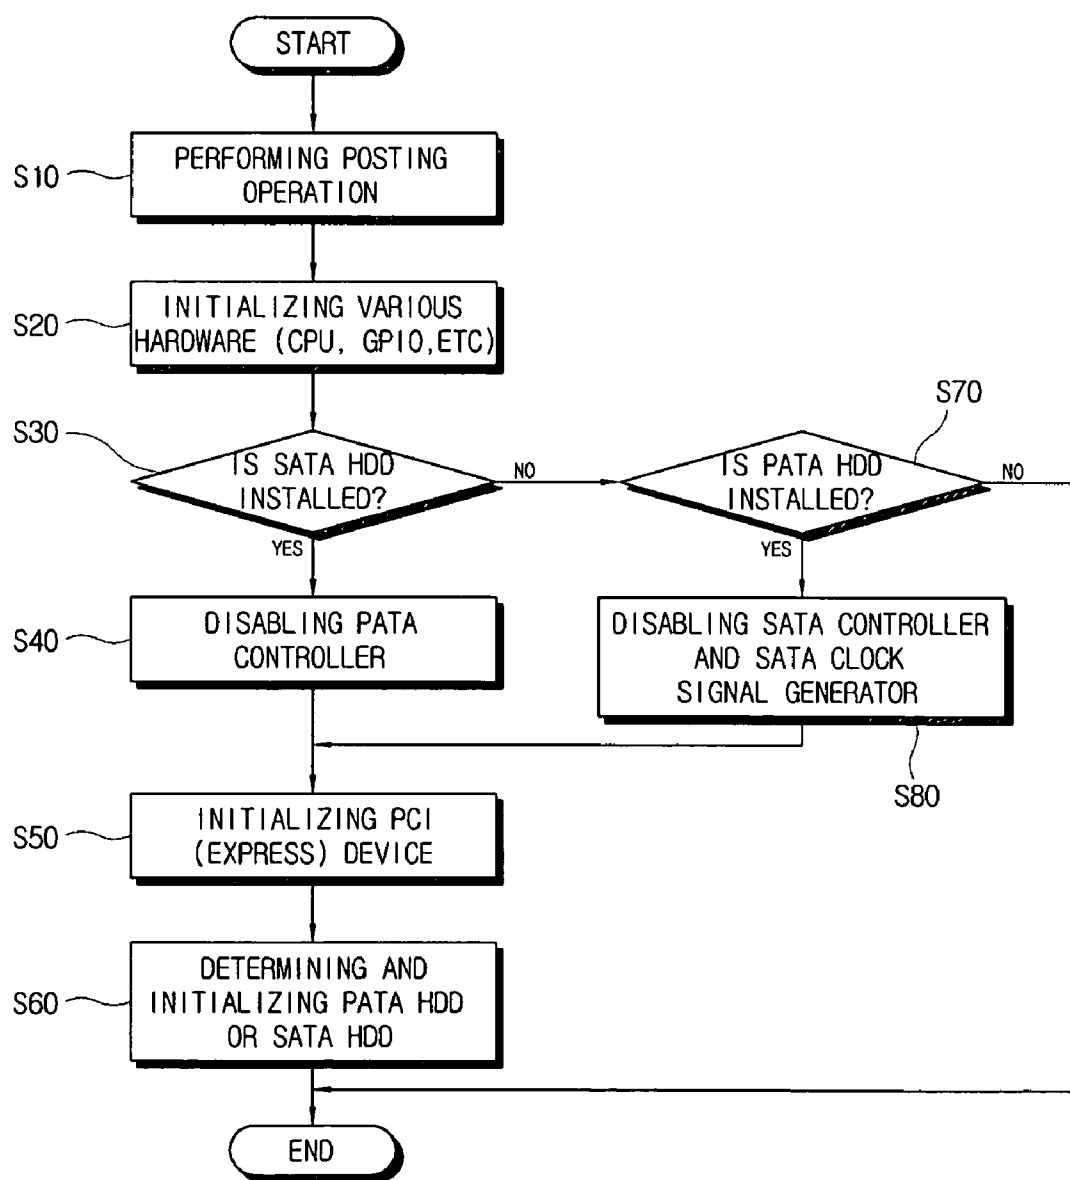 START
S10
PERFORMING POSTING
OPERATION
S20
INITIALIZING VARIOUS
HARDWARE (CPU, GPIO,ETC)
S30
IS SATA HDD
INSTALLED?
NO
YES
S70
IS PATA HDD
INSTALLED?
NO
YES
S40
DISABLING PATA
CONTROLLER
DISABLING SATA CONTROLLER
AND SATA CLOCK
SIGNAL GENERATOR
S80
S50
INITIALIZING PCI
(EXPRESS) DEVICE
S60
DETERMINING AND
INITIALIZING PATA HDD
OR SATA HDD
END